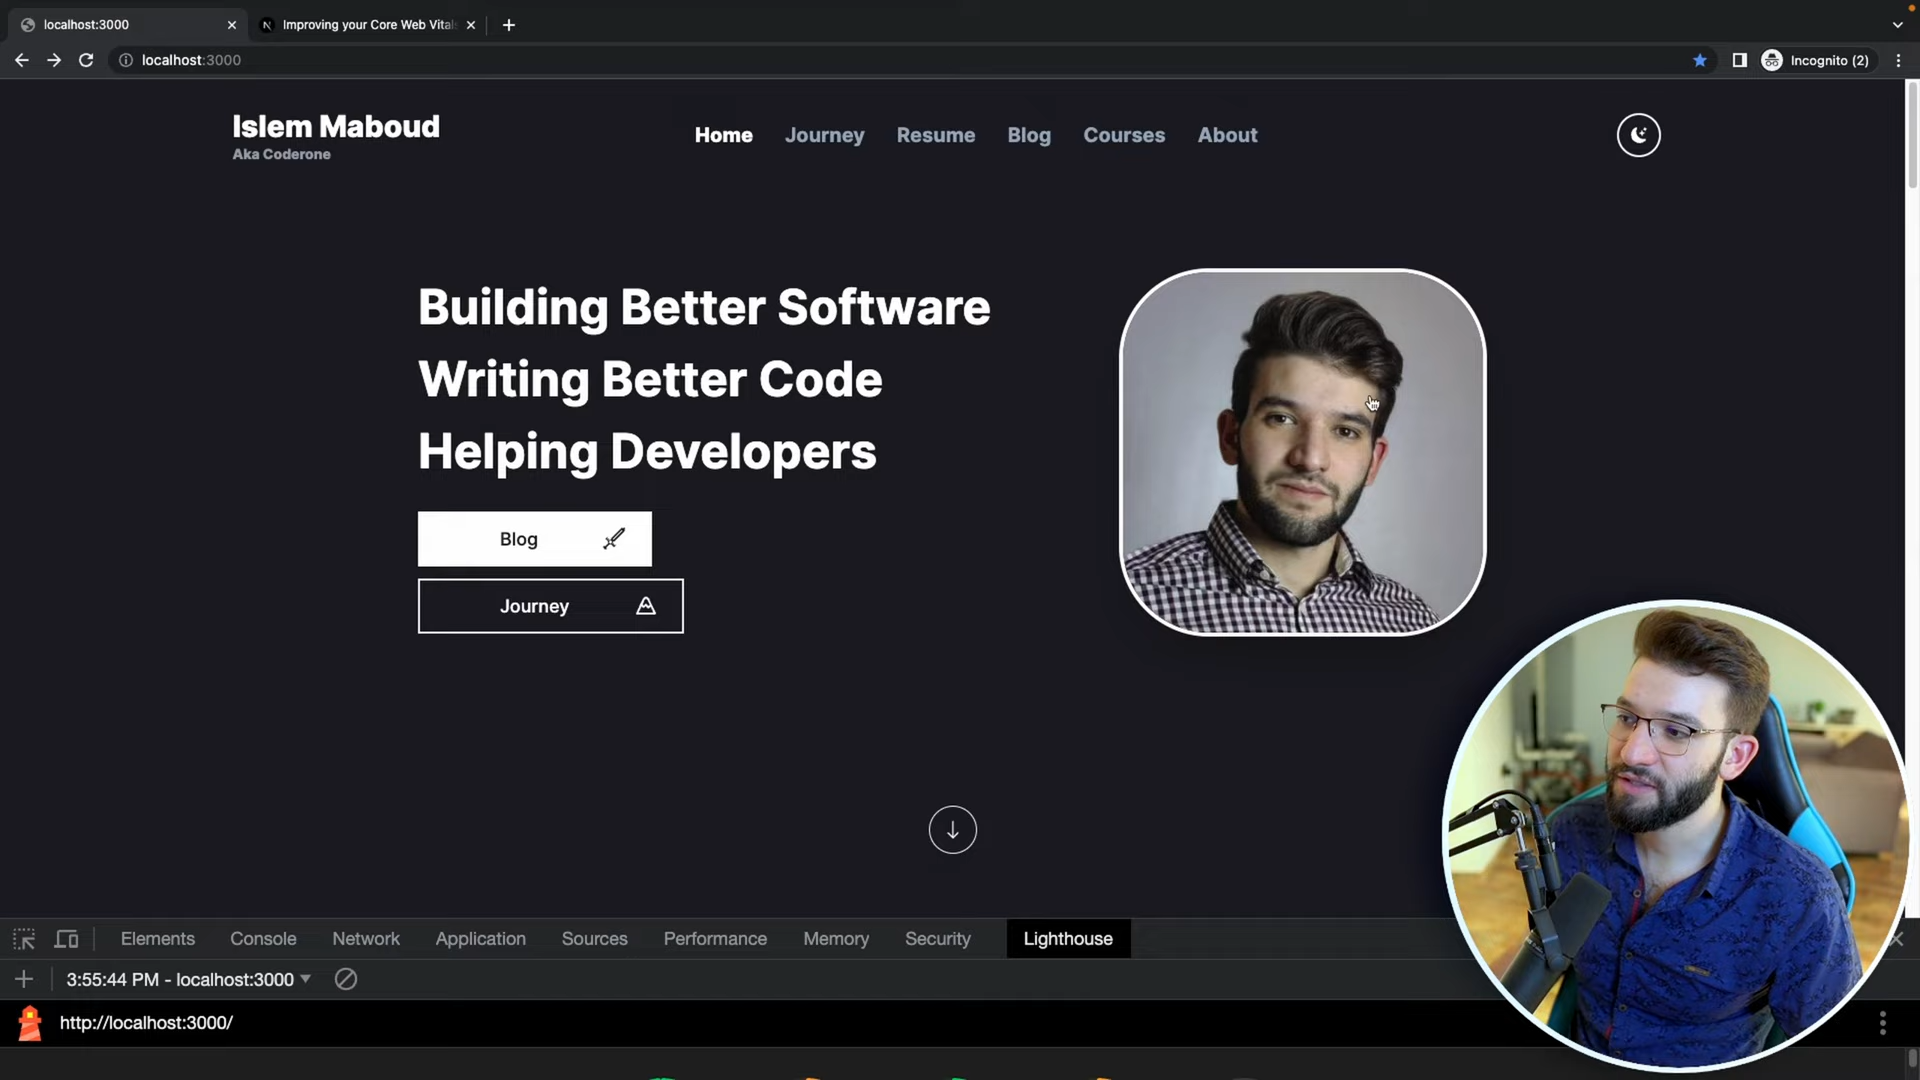 localhost:3000
Improving your Core Web Vitals
localhost:3000
Incognito (2)
Islem Maboud
Aka Coderone
Home
Journey
Resume
Blog
Courses
About
Building Better Software
Writing Better Code
Helping Developers
Blog
Journey
Elements
Console
Network
Application
Sources
Performance
Memory
Security
Lighthouse
3:55:44 PM - localhost:3000
http://localhost:3000/